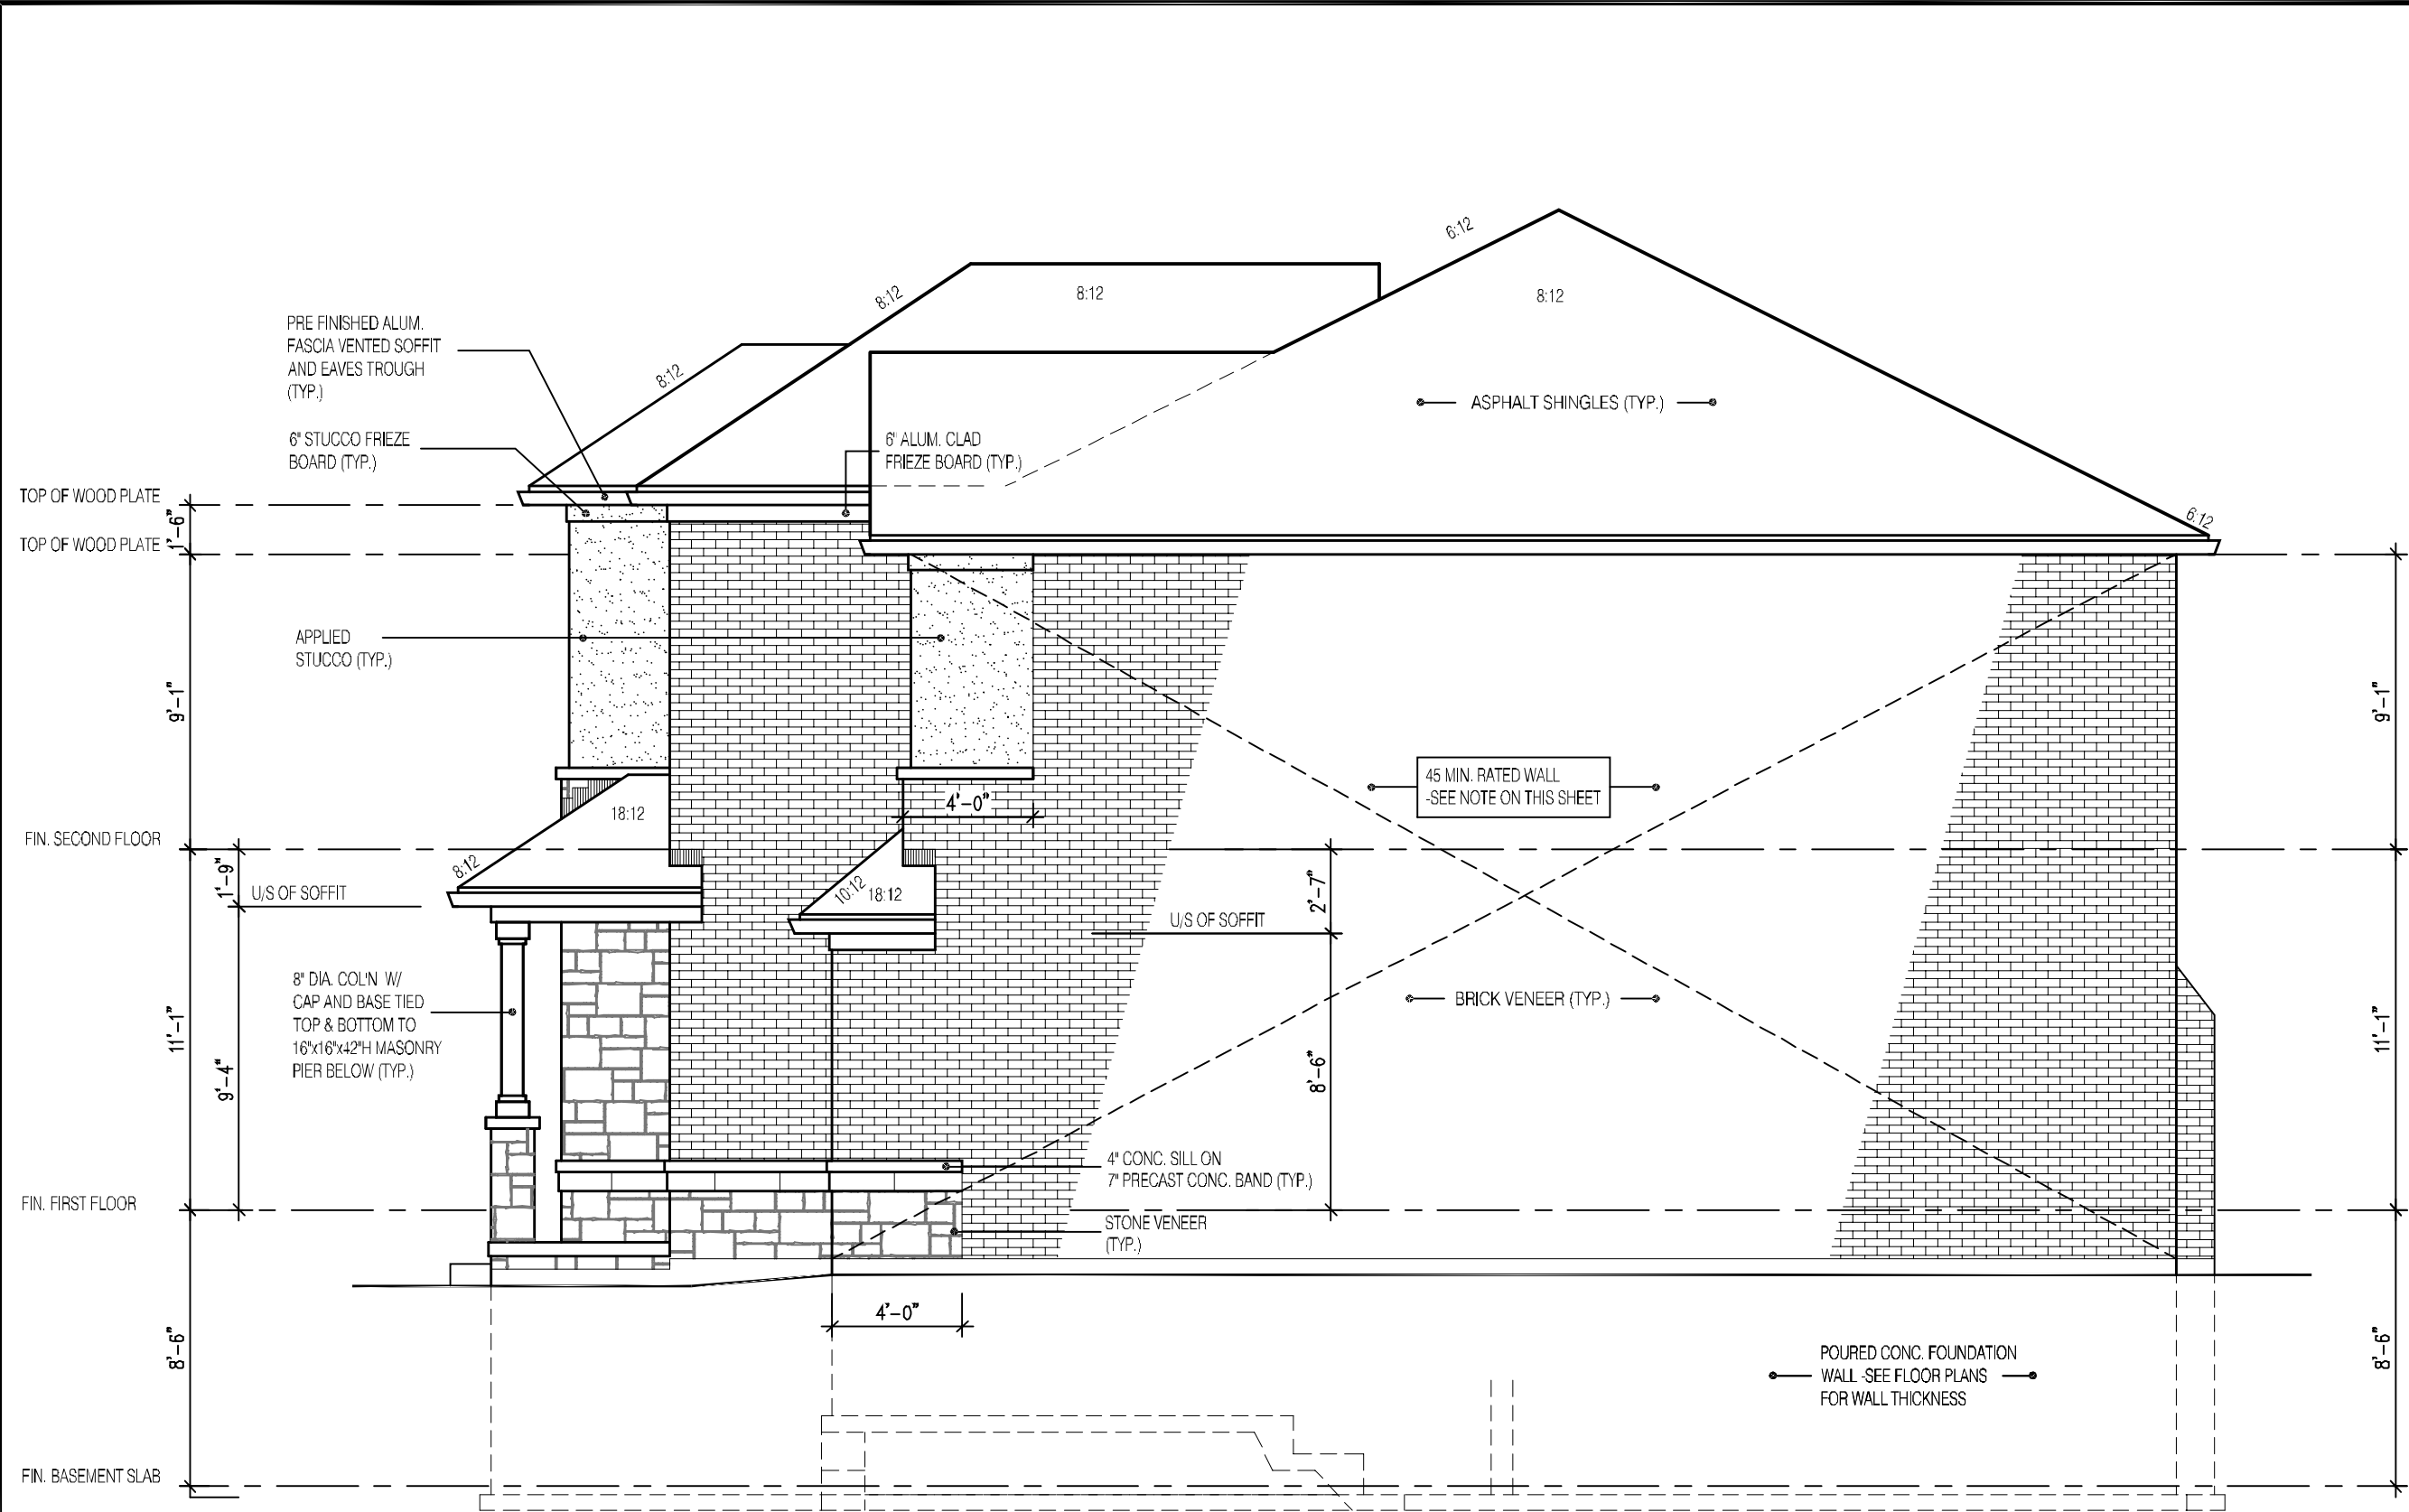 6:12
8:12
8:12
8:12
8:12
PRE FINISHED ALUM.
FASCIA VENTED SOFFIT
AND EAVES TROUGH
(TYP.)
ASPHALT SHINGLES (TYP.)
6" STUCCO FRIEZE
BOARD (TYP.)
6" ALUM. CLAD
FRIEZE BOARD (TYP.)
TOP OF WOOD PLATE
1'-6"
TOP OF WOOD PLATE
6:12
APPLIED
STUCCO (TYP.)
9'-1"
9'-1"
45 MIN. RATED WALL
-SEE NOTE ON THIS SHEET
4'-0"
18:12
FIN. SECOND FLOOR
8:12
1'-9"
U/S OF SOFFIT
10:12
18:12
2'-7"
U/S OF SOFFIT
8" DIA. COL'N W/
CAP AND BASE TIED
TOP & BOTTOM TO
16"x16"x42"H MASONRY
PIER BELOW (TYP.)
BRICK VENEER (TYP.)
11'-1"
9'-4"
8'-6"
11'-1"
4" CONC. SILL ON
7" PRECAST CONC. BAND (TYP.)
FIN. FIRST FLOOR
STONE VENEER
(TYP.)
4'-0"
8'-6"
8'-6"
POURED CONC. FOUNDATION
WALL -SEE FLOOR PLANS
FOR WALL THICKNESS
FIN. BASEMENT SLAB